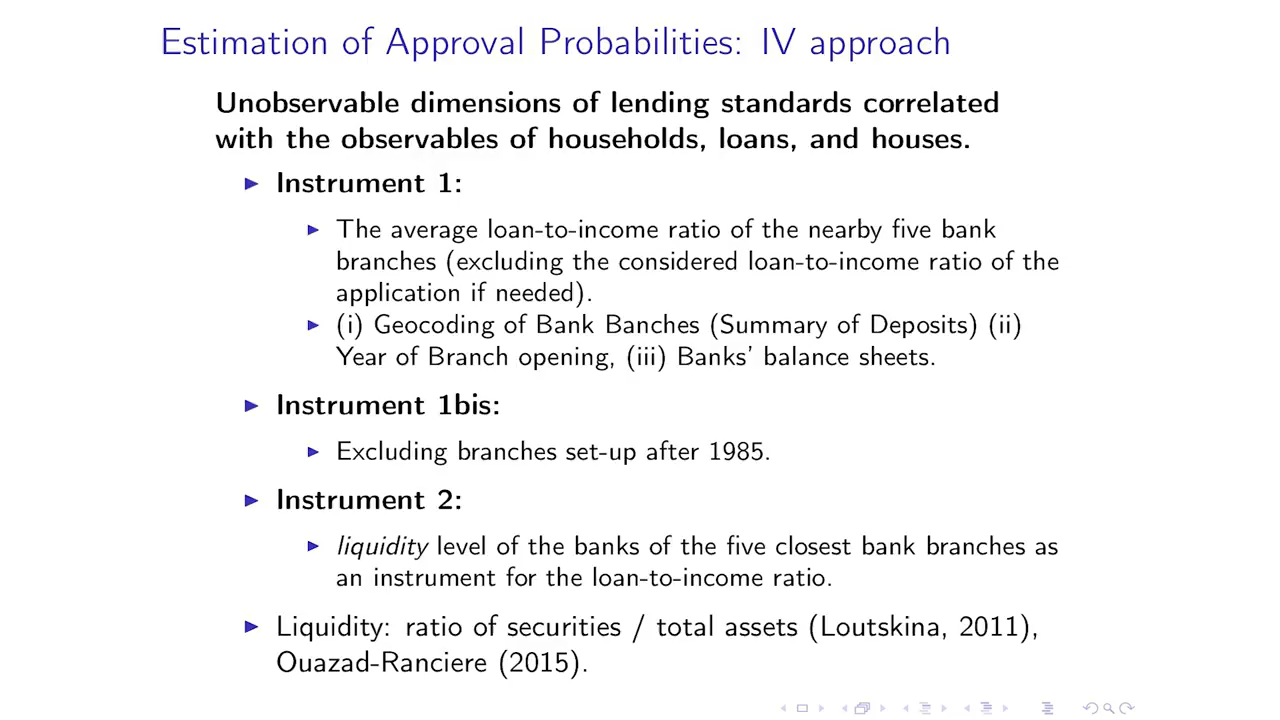 Estimation of Approval Probabilities: IV approach
Unobservable dimensions of lending standards correlated
with the observables of households, loans, and houses.
Instrument 1:
The average loan-to-income ratio of the nearby five bank
branches (excluding the considered loan-to-income ratio of the
application if needed).
(i) Geocoding of Bank Banches (Summary of Deposits) (ii)
Year of Branch opening, (iii) Banks' balance sheets.
Instrument 1bis:
Excluding branches set-up after 1985.
Instrument 2:
liquidity level of the banks of the five closest bank branches as
an instrument for the loan-to-income ratio.
Liquidity: ratio of securities / total assets (Loutskina, 2011),
Ouazad-Ranciere (2015).